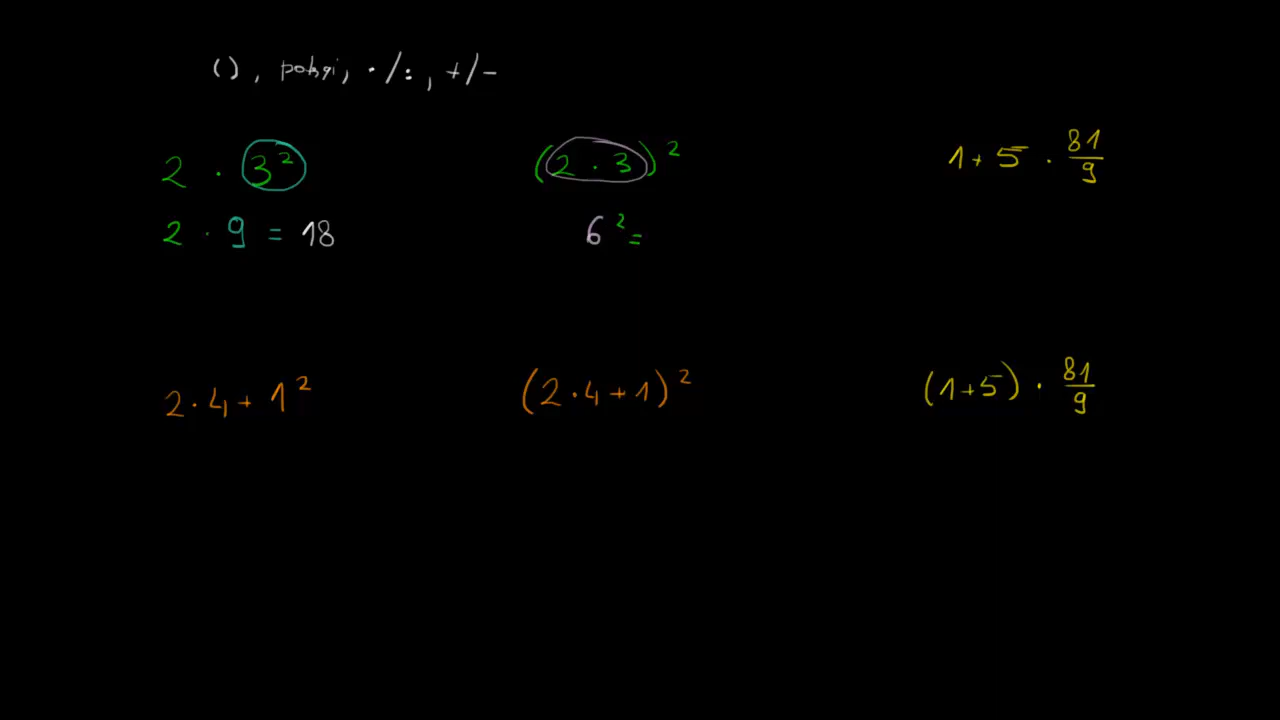 (), potęgi, ·/:, +/-
2 · 3²
(2 · 3)²
1 + 5 · 81/9
2 · 9 = 18
6² =
2 · 4 + 1²
(2 · 4 + 1)²
(1 + 5) · 81/9